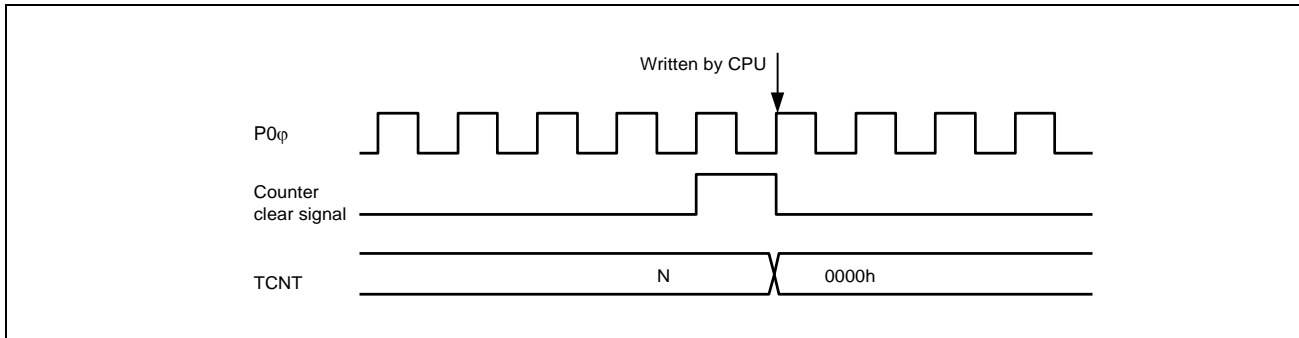 Written by CPU
P0φ
Counter
clear signal
TCNT
N
0000h